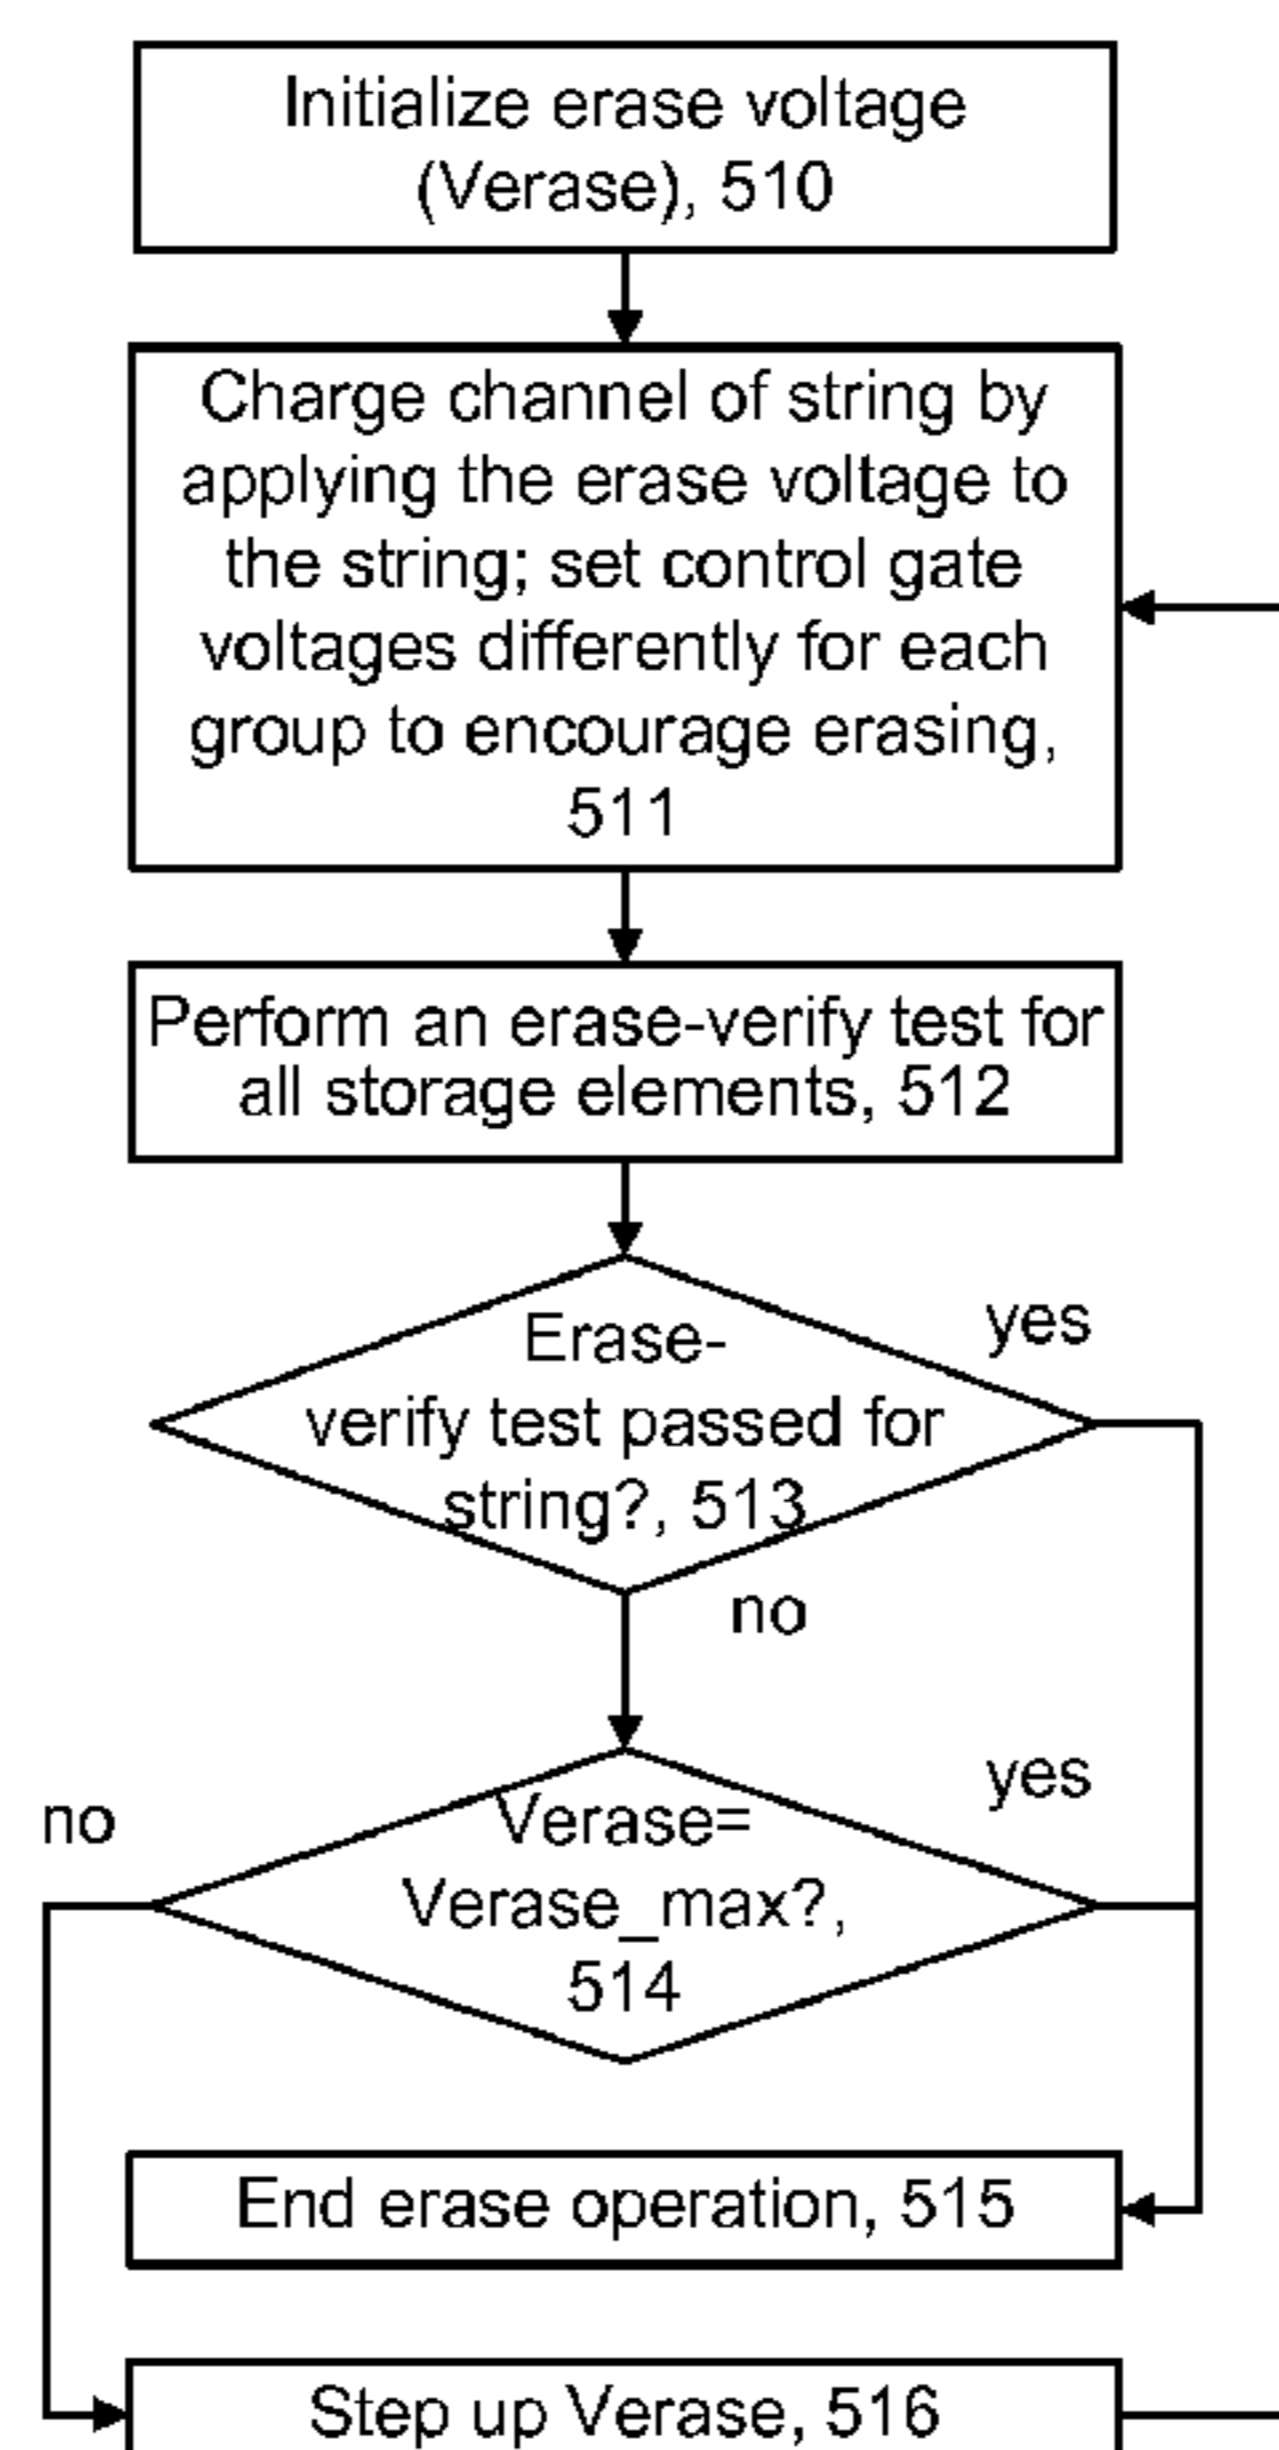 Initialize erase voltage
(Verase), 510
Charge channel of string by
applying the erase voltage to
the string; set control gate
voltages differently for each
group to encourage erasing,
511
Perform an erase-verify test for
all storage elements, 512
Erase-
verify test passed for
string?, 513
yes
no
Verase=
Verase_max?,
514
yes
no
End erase operation, 515
Step up Verase, 516